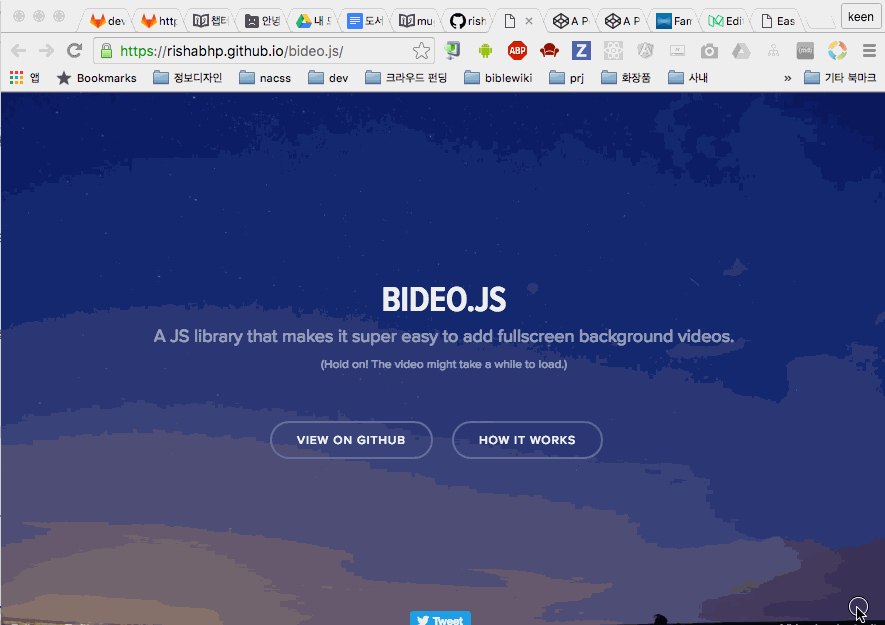 dev
http
챕터
안녕
내 드
도서
mu
rish
A P
A P
Fan
Edi
Eas
keen
https://rishabhp.github.io/bideo.js/
앱 Bookmarks 정보디자인 nacss dev 크라우드 펀딩 biblewiki prj 화장품 사내 » 기타 북마크
BIDEO.JS
A JS library that makes it super easy to add fullscreen background videos.
(Hold on! The video might take a while to load.)
VIEW ON GITHUB HOW IT WORKS
Tweet